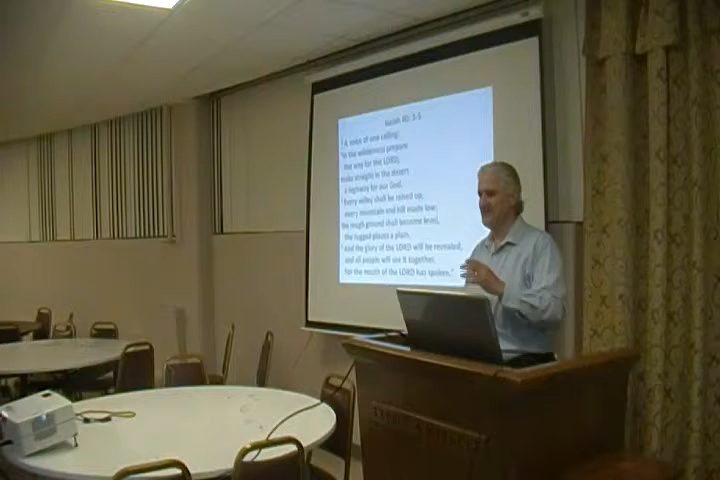 Isaiah 40: 3-5
3 A voice of one calling:
"In the wilderness prepare
the way for the LORD;
make straight in the desert
a highway for our God.
4 Every valley shall be raised up,
every mountain and hill made low;
the rough ground shall become level,
the rugged places a plain.
5 And the glory of the LORD will be revealed,
and all people will see it together.
For the mouth of the LORD has spoken."